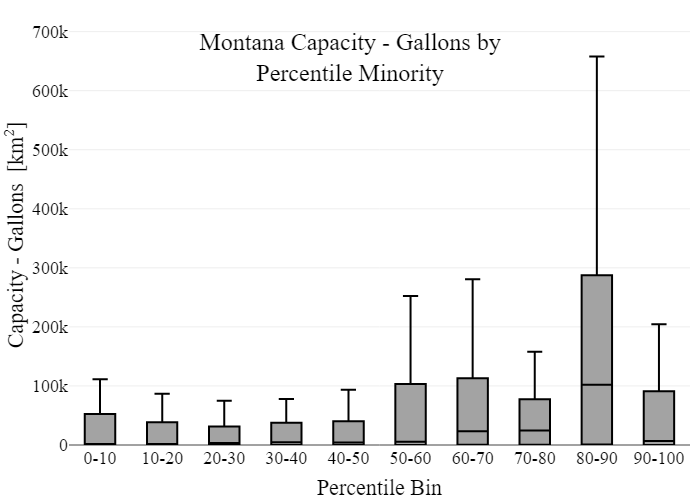 Montana Capacity - Gallons by
Percentile Minority
Capacity - Gallons [km²]
700k
600k
500k
400k
300k
200k
100k
0
0-10 10-20 20-30 30-40 40-50 50-60 60-70 70-80 80-90 90-100
Percentile Bin